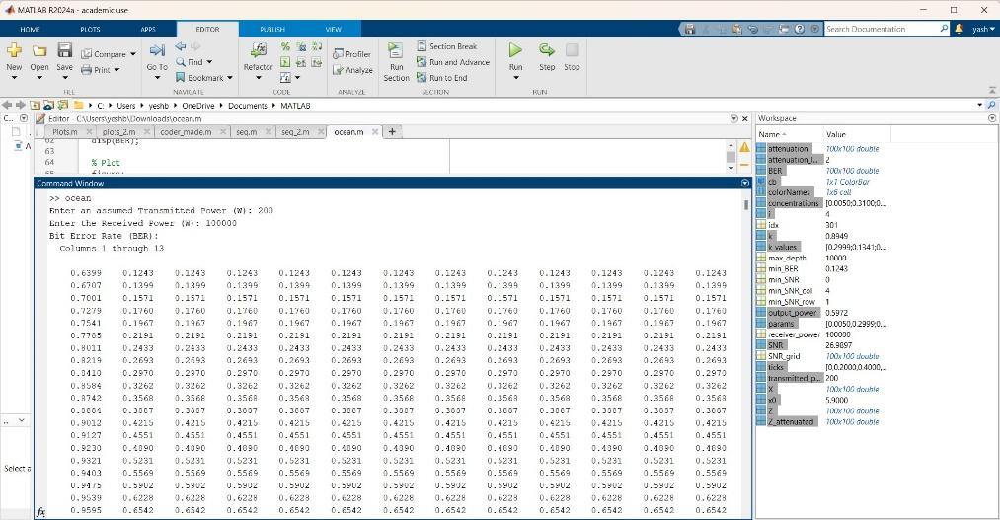 MATLAB R2024a - academic use
HOME PLOTS APPS EDITOR PUBLISH VIEW
Search Documentation
yash
New Open Save Compare Print
Go To Find Bookmark
Refactor
Profiler Analyze
Run Section
Section Break
Run and Advance
Run to End
Run Step Stop
FILE NAVIGATE CODE ANALYZE SECTION RUN
C: Users yeshb OneDrive Documents MATLAB
C...
Editor - C:\Users\yeshb\Downloads\ocean.m
Plots.m plots_2.m coder_made.m seq.m seq_2.m ocean.m
62 disp(BER);
63
64 % Plot
65 figure;
Command Window
>> ocean
Enter an assumed Transmitted Power (W): 200
Enter the Received Power (W): 100000
Bit Error Rate (BER):
Columns 1 through 13
0.6399 0.1243 0.1243 0.1243 0.1243 0.1243 0.1243 0.1243 0.1243 0.1243 0.1243 0.1243 0.1243
0.6707 0.1399 0.1399 0.1399 0.1399 0.1399 0.1399 0.1399 0.1399 0.1399 0.1399 0.1399 0.1399
0.7001 0.1571 0.1571 0.1571 0.1571 0.1571 0.1571 0.1571 0.1571 0.1571 0.1571 0.1571 0.1571
0.7279 0.1760 0.1760 0.1760 0.1760 0.1760 0.1760 0.1760 0.1760 0.1760 0.1760 0.1760 0.1760
0.7541 0.1967 0.1967 0.1967 0.1967 0.1967 0.1967 0.1967 0.1967 0.1967 0.1967 0.1967 0.1967
0.7785 0.2191 0.2191 0.2191 0.2191 0.2191 0.2191 0.2191 0.2191 0.2191 0.2191 0.2191 0.2191
0.8011 0.2433 0.2433 0.2433 0.2433 0.2433 0.2433 0.2433 0.2433 0.2433 0.2433 0.2433 0.2433
0.8219 0.2693 0.2693 0.2693 0.2693 0.2693 0.2693 0.2693 0.2693 0.2693 0.2693 0.2693 0.2693
0.8410 0.2970 0.2970 0.2970 0.2970 0.2970 0.2970 0.2970 0.2970 0.2970 0.2970 0.2970 0.2970
0.8584 0.3262 0.3262 0.3262 0.3262 0.3262 0.3262 0.3262 0.3262 0.3262 0.3262 0.3262 0.3262
0.8742 0.3568 0.3568 0.3568 0.3568 0.3568 0.3568 0.3568 0.3568 0.3568 0.3568 0.3568 0.3568
0.8884 0.3887 0.3887 0.3887 0.3887 0.3887 0.3887 0.3887 0.3887 0.3887 0.3887 0.3887 0.3887
0.9012 0.4215 0.4215 0.4215 0.4215 0.4215 0.4215 0.4215 0.4215 0.4215 0.4215 0.4215 0.4215
0.9127 0.4551 0.4551 0.4551 0.4551 0.4551 0.4551 0.4551 0.4551 0.4551 0.4551 0.4551 0.4551
0.9230 0.4890 0.4890 0.4890 0.4890 0.4890 0.4890 0.4890 0.4890 0.4890 0.4890 0.4890 0.4890
0.9321 0.5231 0.5231 0.5231 0.5231 0.5231 0.5231 0.5231 0.5231 0.5231 0.5231 0.5231 0.5231
0.9403 0.5569 0.5569 0.5569 0.5569 0.5569 0.5569 0.5569 0.5569 0.5569 0.5569 0.5569 0.5569
0.9475 0.5902 0.5902 0.5902 0.5902 0.5902 0.5902 0.5902 0.5902 0.5902 0.5902 0.5902 0.5902
0.9539 0.6228 0.6228 0.6228 0.6228 0.6228 0.6228 0.6228 0.6228 0.6228 0.6228 0.6228 0.6228
0.9595 0.6542 0.6542 0.6542 0.6542 0.6542 0.6542 0.6542 0.6542 0.6542 0.6542 0.6542 0.6542
fx
Select a
Workspace
Name Value
attenuation 100x100 double
attenuation_l... 2
BER 100x100 double
cb 1x1 ColorBar
colorNames 1x6 cell
concentrations [0.0050;0.3100;0...
i 4
idx 301
k 0.8949
k_values [0.2999;0.1341;0...
max_depth 10000
min_BER 0.1243
min_SNR 0
min_SNR_col 4
min_SNR_row 1
output_power 0.5972
params [0.0050,0.2999;0...
receiver_power 100000
SNR 26.9897
SNR_grid 100x100 double
ticks [0,0.2000,0.4000,...
transmitted_p... 200
X 100x100 double
x0 5.9000
Z 100x100 double
Z_attenuated 100x100 double